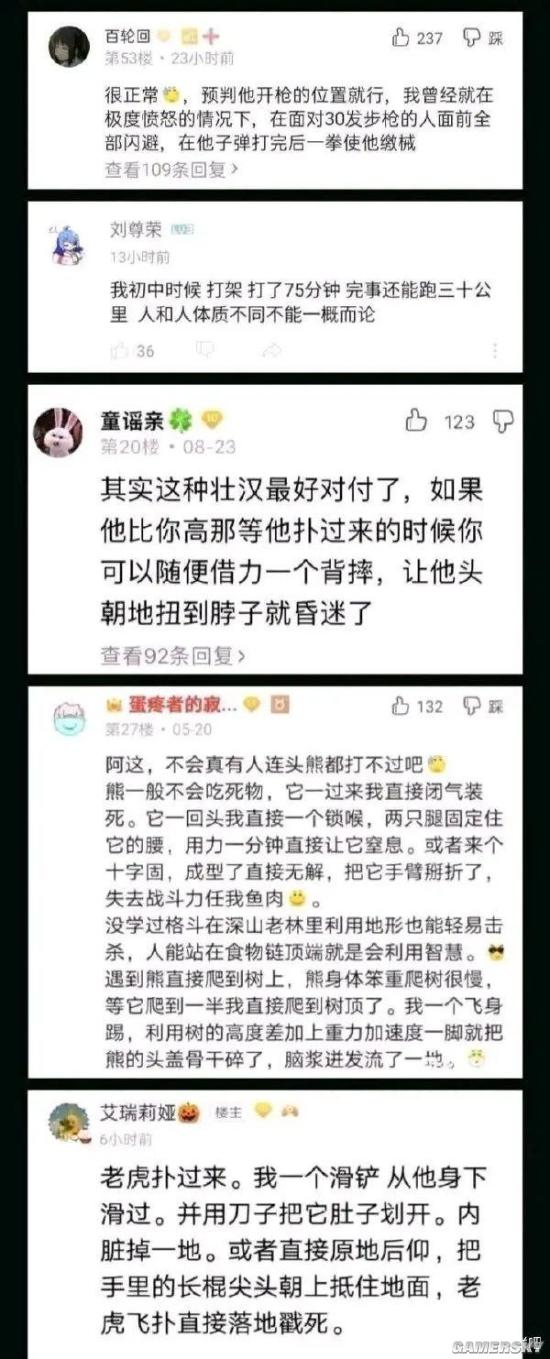 百轮回
237
踩
第53楼·23小时前
很正常，预判他开枪的位置就行，我曾经就在
极度愤怒的情况下，在面对30发步枪的人面前全
部闪避，在他子弹打完后一拳使他缴械
查看109条回复>
刘尊荣
13小时前
我初中时候 打架 打了75分钟 完事还能跑三十公
里 人和人体质不同不能一概而论
36
童谣亲
10
123
第20楼·08-23
其实这种壮汉最好对付了，如果
他比你高那等他扑过来的时候你
可以随便借力一个背摔，让他头
朝地扭到脖子就昏迷了
查看92条回复>
蛋疼者的寂...
132
踩
第27楼·05-20
阿这，不会真有人连头熊都打不过吧
熊一般不会吃死物，它一过来我直接闭气装
死。它一回头我直接一个锁喉，两只腿固定住
它的腰，用力一分钟直接让它窒息。或者来个
十字固，成型了直接无解，把它手臂掰折了，
失去战斗力任我鱼肉。
没学过格斗在深山老林里利用地形也能轻易击
杀，人能站在食物链顶端就是会利用智慧。
遇到熊直接爬到树上，熊身体笨重爬树很慢，
等它爬到一半我直接爬到树顶了。我一个飞身
踢，利用树的高度差加上重力加速度一脚就把
熊的头盖骨干碎了，脑浆迸发流了一地。
艾瑞莉娅
楼主
6小时前
老虎扑过来。我一个滑铲 从他身下
滑过。并用刀子把它肚子划开。内
脏掉一地。或者直接原地后仰，把
手里的长棍尖头朝上抵住地面，老
虎飞扑直接落地戳死。
GAMERSKY